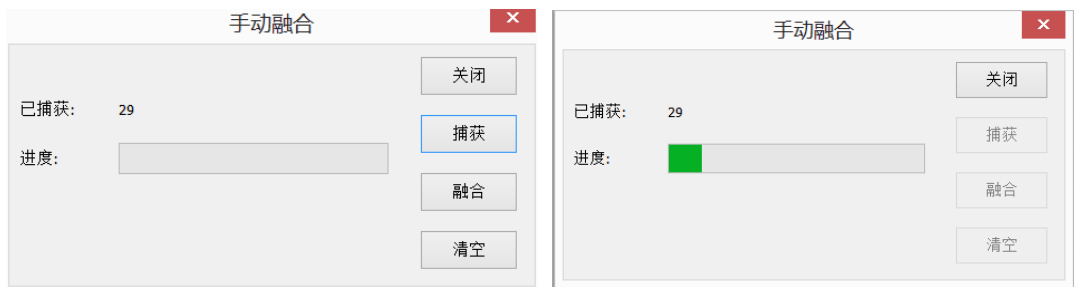 手动融合
关闭
已捕获: 29
捕获
进度:
融合
清空
手动融合
关闭
已捕获: 29
捕获
进度:
融合
清空